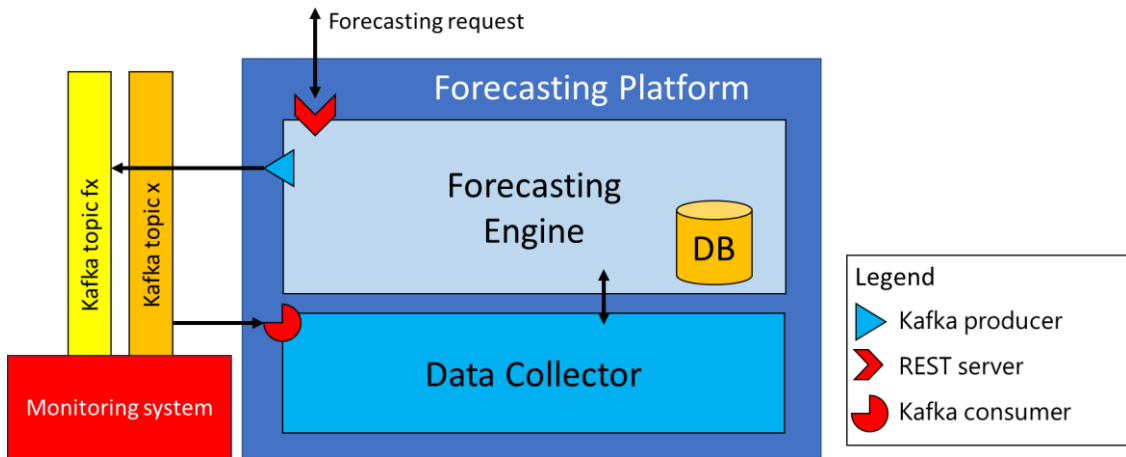 Forecasting request
Forecasting Platform
Kafka topic fx
Kafka topic x
Forecasting
Engine
DB
Data Collector
Monitoring system
Legend
Kafka producer
REST server
Kafka consumer